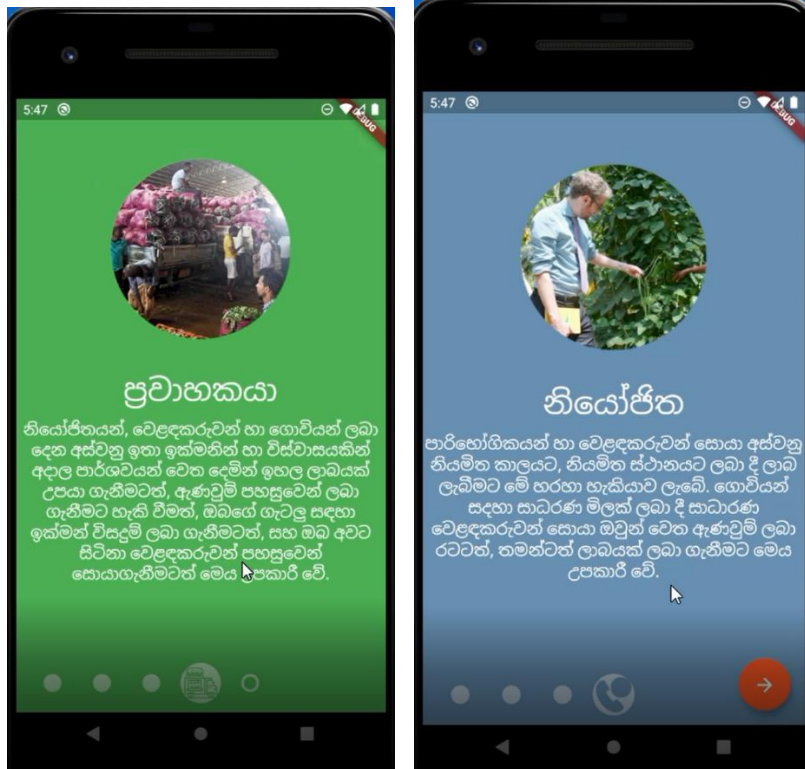 5:47
DEBUG
ප්‍රවාහකයා
නියෝජිතයන්, වෙළඳකරුවන් හා ගොවියන් ලබා
දෙන අස්වනු ඉතා ඉක්මනින් හා විස්වාසයකින්
අදාල පාර්ශවයන් වෙත දෙමින් ඉහල ලාබයක්
උපයා ගැනීමටත්, ඇණවුම් පහසුවෙන් ලබා
ගැනීමට හැකි වීමත්, ඔබගේ ගැටලු සඳහා
ඉක්මන් විසදුම් ලබා ගැනීමටත්, සහ ඔබ අවට
සිටිනා වෙළඳකරුවන් පහසුවෙන්
සොයාගැනීමටත් මෙය උපකාරී වේ.
5:47
DEBUG
නියෝජිත
පාරිභෝගිකයන් හා වෙළඳකරුවන් සොයා අස්වනු
නියමිත කාලයට, නියමිත ස්ථානයට ලබා දී ලාබ
ලැබීමට මේ හරහා හැකියාව ලැබේ. ගොවියන්
සදහා සාධරණ මිලක් ලබා දී සාධාරණ
වෙළඳකරුවන් සොයා ඔවුන් වෙත ඇණවුම් ලබා
රටටත්, තමන්ටත් ලාබයක් ලබා ගැනීමට මෙය
උපකාරී වේ.